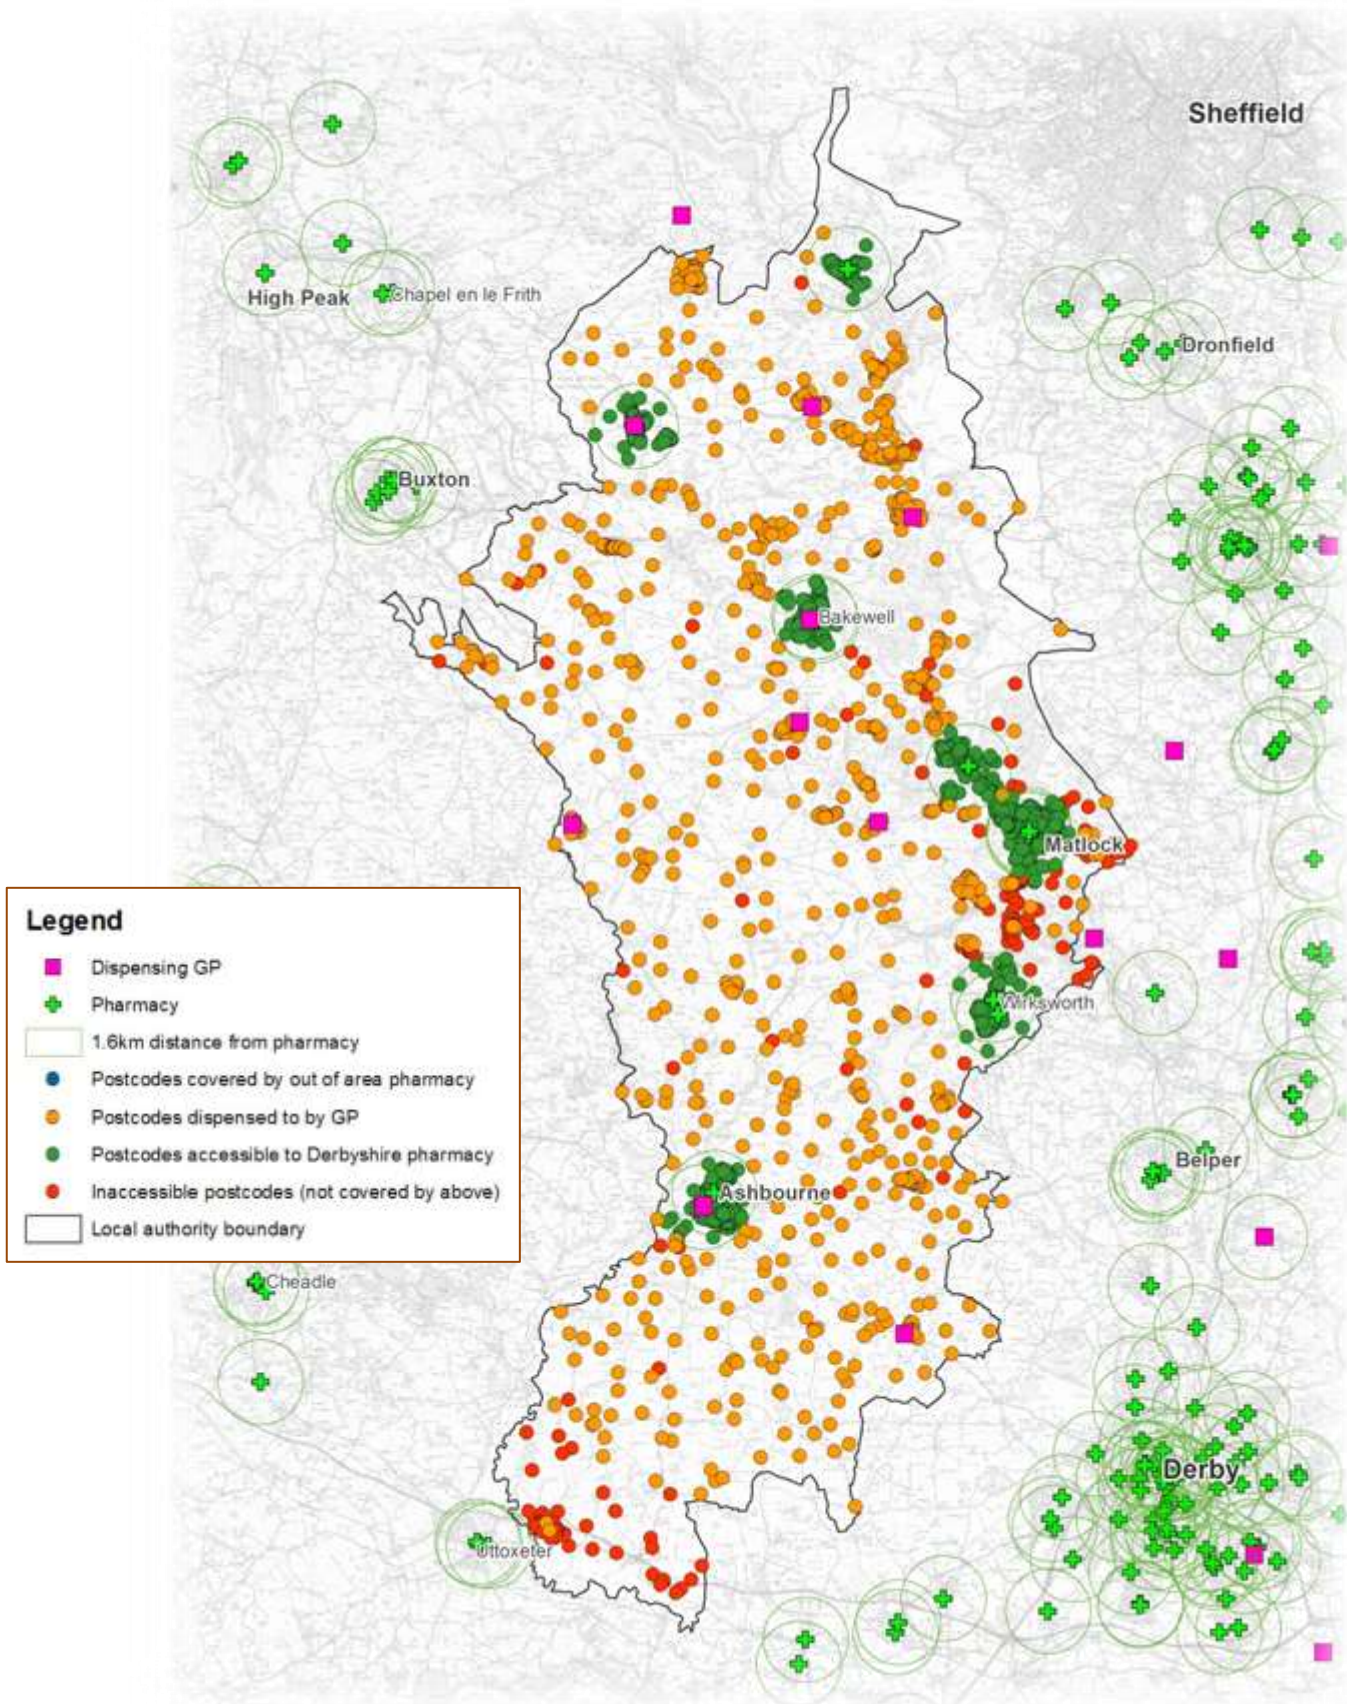 Sheffield
High Peak
Chapel en le Frith
Dronfield
Buxton
Bakewell
Matlock
Legend
Dispensing GP
Pharmacy
1.6km distance from pharmacy
Postcodes covered by out of area pharmacy
Postcodes dispensed to by GP
Postcodes accessible to Derbyshire pharmacy
Inaccessible postcodes (not covered by above)
Local authority boundary
Wirksworth
Belper
Ashbourne
Cheadle
Derby
Uttoxeter